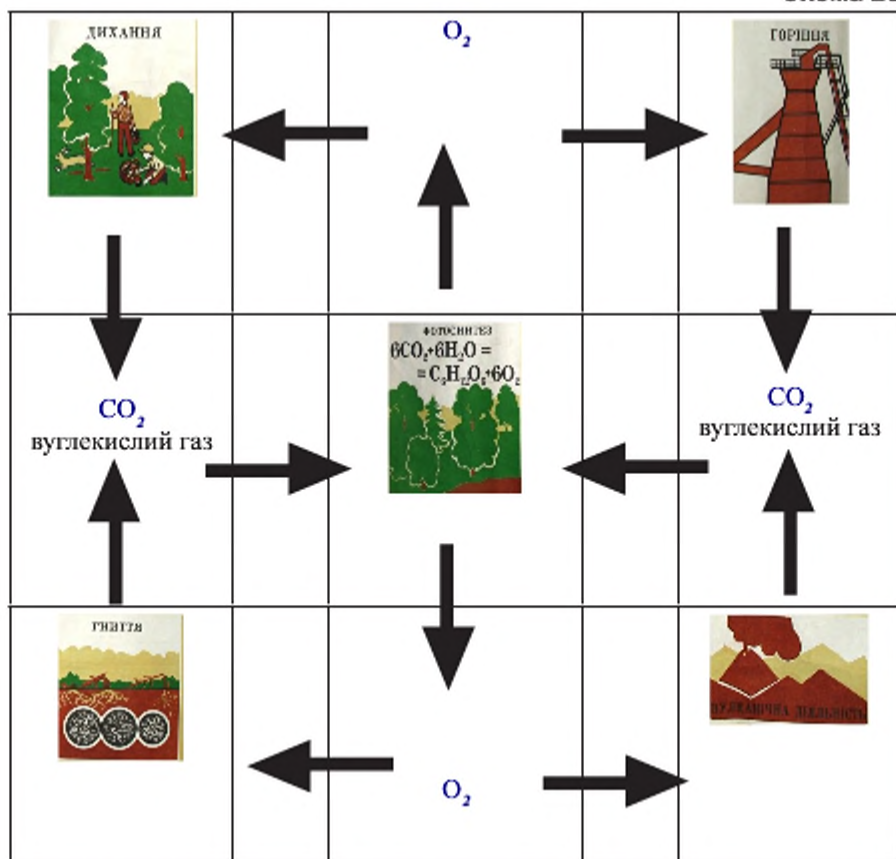 ДИХАННЯ
O₂
ГОРІННЯ
ФОТОСИНТЕЗ
6CO₂+6H₂O =
= C₆H₁₂O₆+6O₂
CO₂
вуглекислий газ
CO₂
вуглекислий газ
ГНИТТЯ
ВУЛКАНІЧНА ДІЯЛЬНІСТЬ
O₂